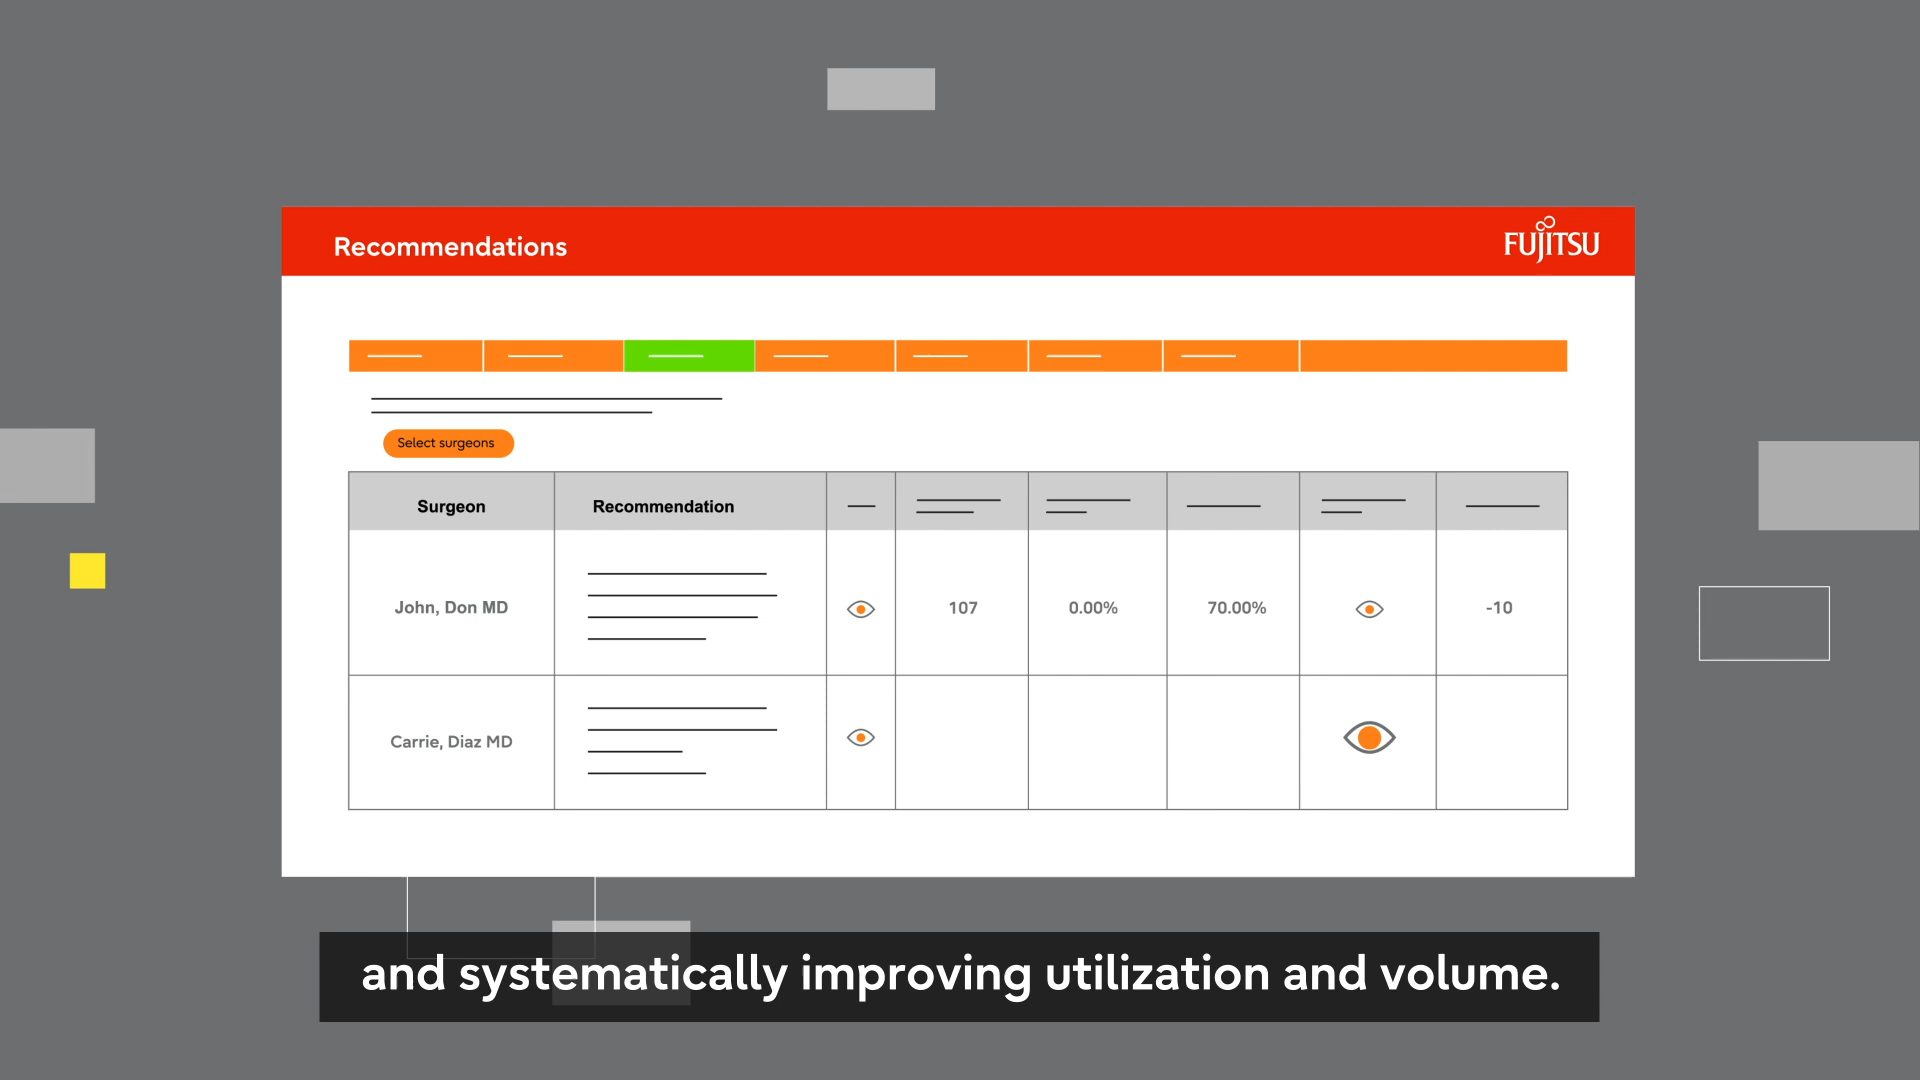 Recommendations
FUJITSU
Select surgeons
Surgeon Recommendation
John, Don MD 107 0.00% 70.00% -10
Carrie, Diaz MD
and systematically improving utilization and volume.